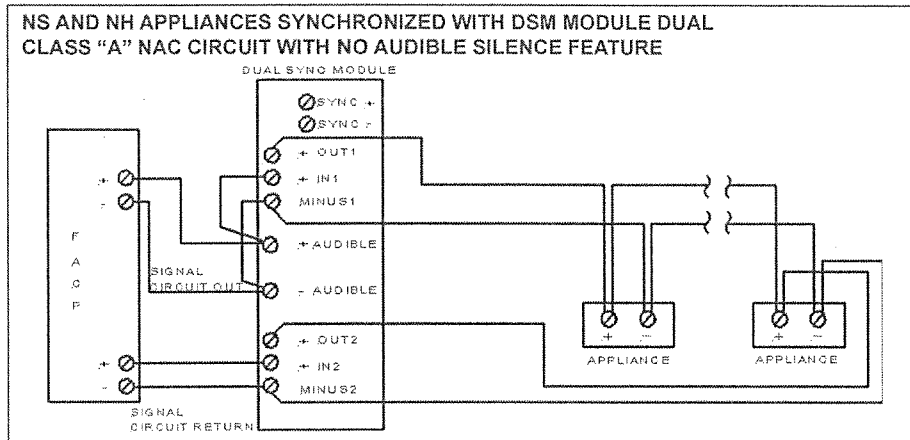 NS AND NH APPLIANCES SYNCHRONIZED WITH DSM MODULE DUAL
CLASS “A” NAC CIRCUIT WITH NO AUDIBLE SILENCE FEATURE
DUAL SYNC MODULE
SYNC +
SYNC -
+ OUT1
+ IN1
MINUS1
+ AUDIBLE
- AUDIBLE
+ OUT2
+ IN2
MINUS2
+
-
F
A
C
P
+
-
SIGNAL
CIRCUIT OUT
SIGNAL
CIRCUIT RETURN
+ -
APPLIANCE
+ -
APPLIANCE